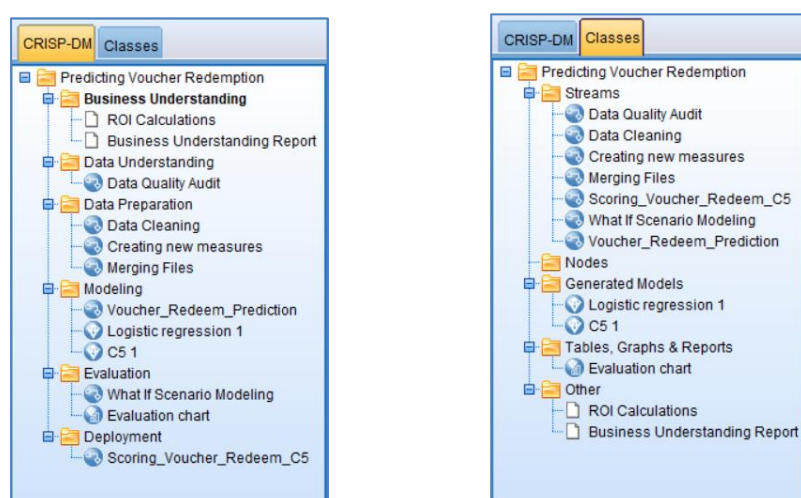 CRISP-DM Classes
Predicting Voucher Redemption
Business Understanding
ROI Calculations
Business Understanding Report
Data Understanding
Data Quality Audit
Data Preparation
Data Cleaning
Creating new measures
Merging Files
Modeling
Voucher_Redeem_Prediction
Logistic regression 1
C5 1
Evaluation
What If Scenario Modeling
Evaluation chart
Deployment
Scoring_Voucher_Redeem_C5
CRISP-DM Classes
Predicting Voucher Redemption
Streams
Data Quality Audit
Data Cleaning
Creating new measures
Merging Files
Scoring_Voucher_Redeem_C5
What If Scenario Modeling
Voucher_Redeem_Prediction
Nodes
Generated Models
Logistic regression 1
C5 1
Tables, Graphs & Reports
Evaluation chart
Other
ROI Calculations
Business Understanding Report